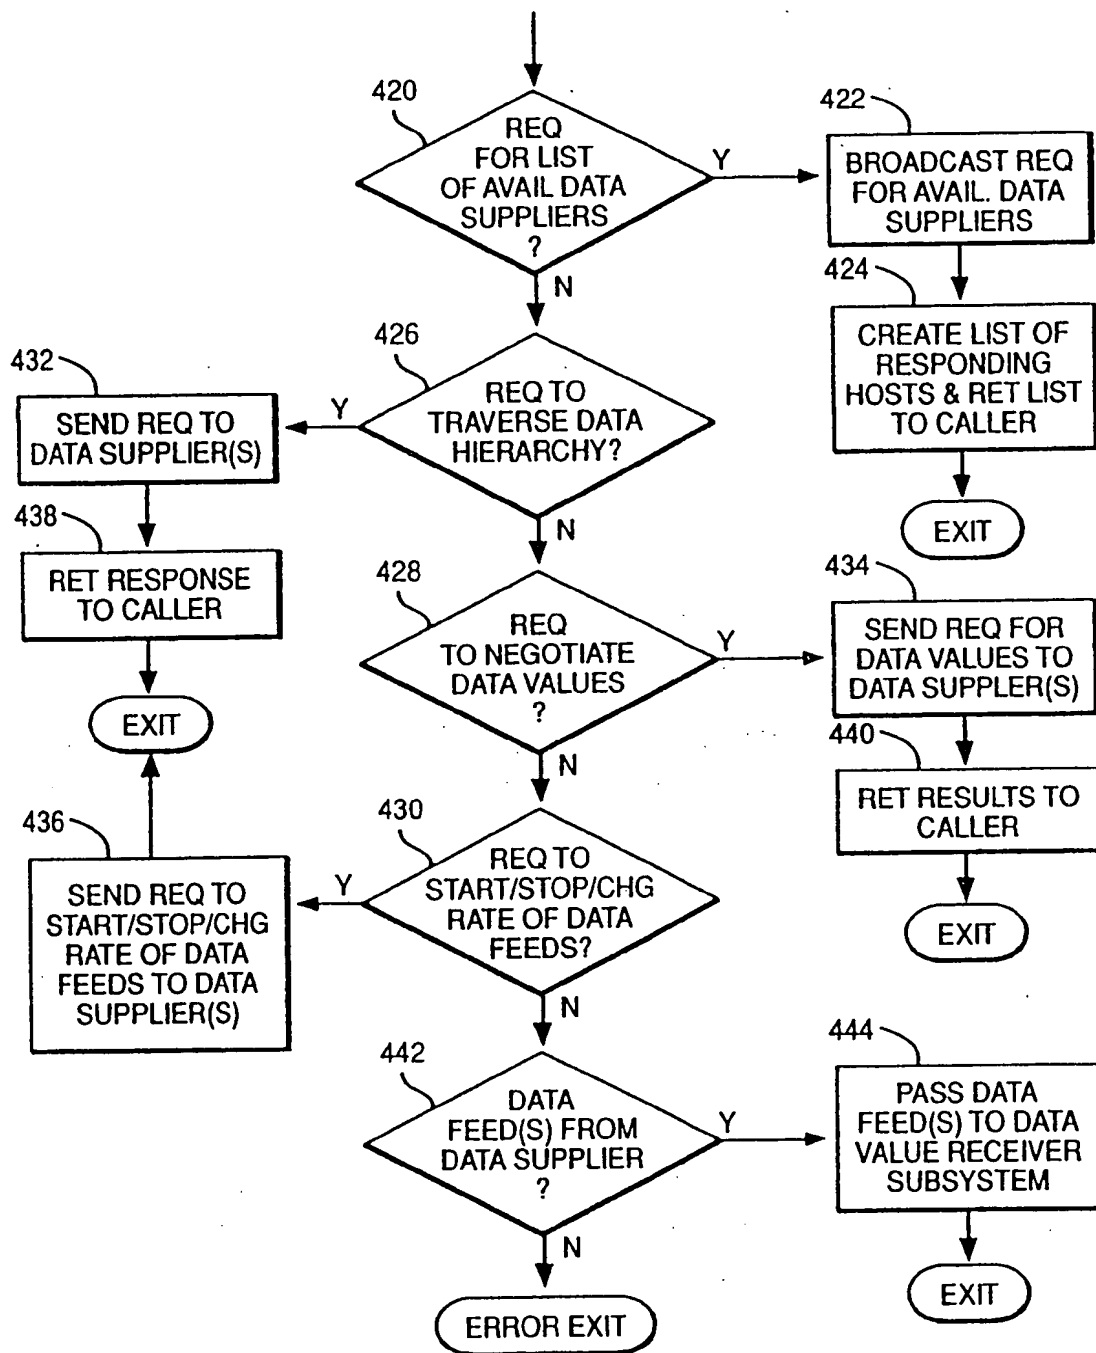 420
REQ
FOR LIST
OF AVAIL DATA
SUPPLIERS
?
Y
N
422
BROADCAST REQ
FOR AVAIL. DATA
SUPPLIERS
424
CREATE LIST OF
RESPONDING
HOSTS & RET LIST
TO CALLER
EXIT
426
REQ TO
TRAVERSE DATA
HIERARCHY?
Y
N
432
SEND REQ TO
DATA SUPPLIER(S)
438
RET RESPONSE
TO CALLER
EXIT
428
REQ
TO NEGOTIATE
DATA VALUES
?
Y
N
434
SEND REQ FOR
DATA VALUES TO
DATA SUPPLER(S)
440
RET RESULTS TO
CALLER
EXIT
430
REQ TO
START/STOP/CHG
RATE OF DATA
FEEDS?
Y
N
436
SEND REQ TO
START/STOP/CHG
RATE OF DATA
FEEDS TO DATA
SUPPLIER(S)
442
DATA
FEED(S) FROM
DATA SUPPLIER
?
Y
N
444
PASS DATA
FEED(S) TO DATA
VALUE RECEIVER
SUBSYSTEM
EXIT
ERROR EXIT